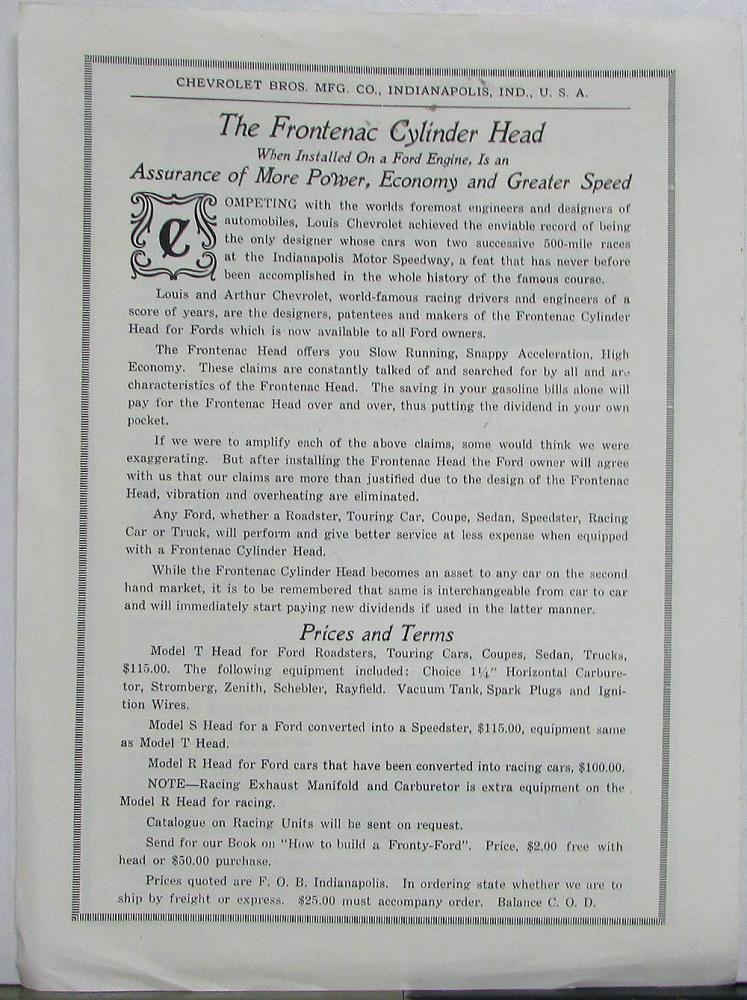 CHEVROLET BROS. MFG. CO., INDIANAPOLIS, IND., U. S. A.
The Frontenac Cylinder Head
When Installed On a Ford Engine, Is an
Assurance of More Power, Economy and Greater Speed
COMPETING with the worlds foremost engineers and designers of
automobiles, Louis Chevrolet achieved the enviable record of being
the only designer whose cars won two successive 500-mile races
at the Indianapolis Motor Speedway, a feat that has never before
been accomplished in the whole history of the famous course.
Louis and Arthur Chevrolet, world-famous racing drivers and engineers of a
score of years, are the designers, patentees and makers of the Frontenac Cylinder
Head for Fords which is now available to all Ford owners.
The Frontenac Head offers you Slow Running, Snappy Acceleration, High
Economy. These claims are constantly talked of and searched for by all and are
characteristics of the Frontenac Head. The saving in your gasoline bills alone will
pay for the Frontenac Head over and over, thus putting the dividend in your own
pocket.
If we were to amplify each of the above claims, some would think we were
exaggerating. But after installing the Frontenac Head the Ford owner will agree
with us that our claims are more than justified due to the design of the Frontenac
Head, vibration and overheating are eliminated.
Any Ford, whether a Roadster, Touring Car, Coupe, Sedan, Speedster, Racing
Car or Truck, will perform and give better service at less expense when equipped
with a Frontenac Cylinder Head.
While the Frontenac Cylinder Head becomes an asset to any car on the second
hand market, it is to be remembered that same is interchangeable from car to car
and will immediately start paying new dividends if used in the latter manner.
Prices and Terms
Model T Head for Ford Roadsters, Touring Cars, Coupes, Sedan, Trucks,
$115.00. The following equipment included: Choice 1¼" Horizontal Carbure-
tor, Stromberg, Zenith, Schebler, Rayfield. Vacuum Tank, Spark Plugs and Igni-
tion Wires.
Model S Head for a Ford converted into a Speedster, $115.00, equipment same
as Model T Head.
Model R Head for Ford cars that have been converted into racing cars, $100.00.
NOTE—Racing Exhaust Manifold and Carburetor is extra equipment on the
Model R Head for racing.
Catalogue on Racing Units will be sent on request.
Send for our Book on "How to build a Fronty-Ford". Price, $2.00 free with
head or $50.00 purchase.
Prices quoted are F. O. B. Indianapolis. In ordering state whether we are to
ship by freight or express. $25.00 must accompany order. Balance C. O. D.